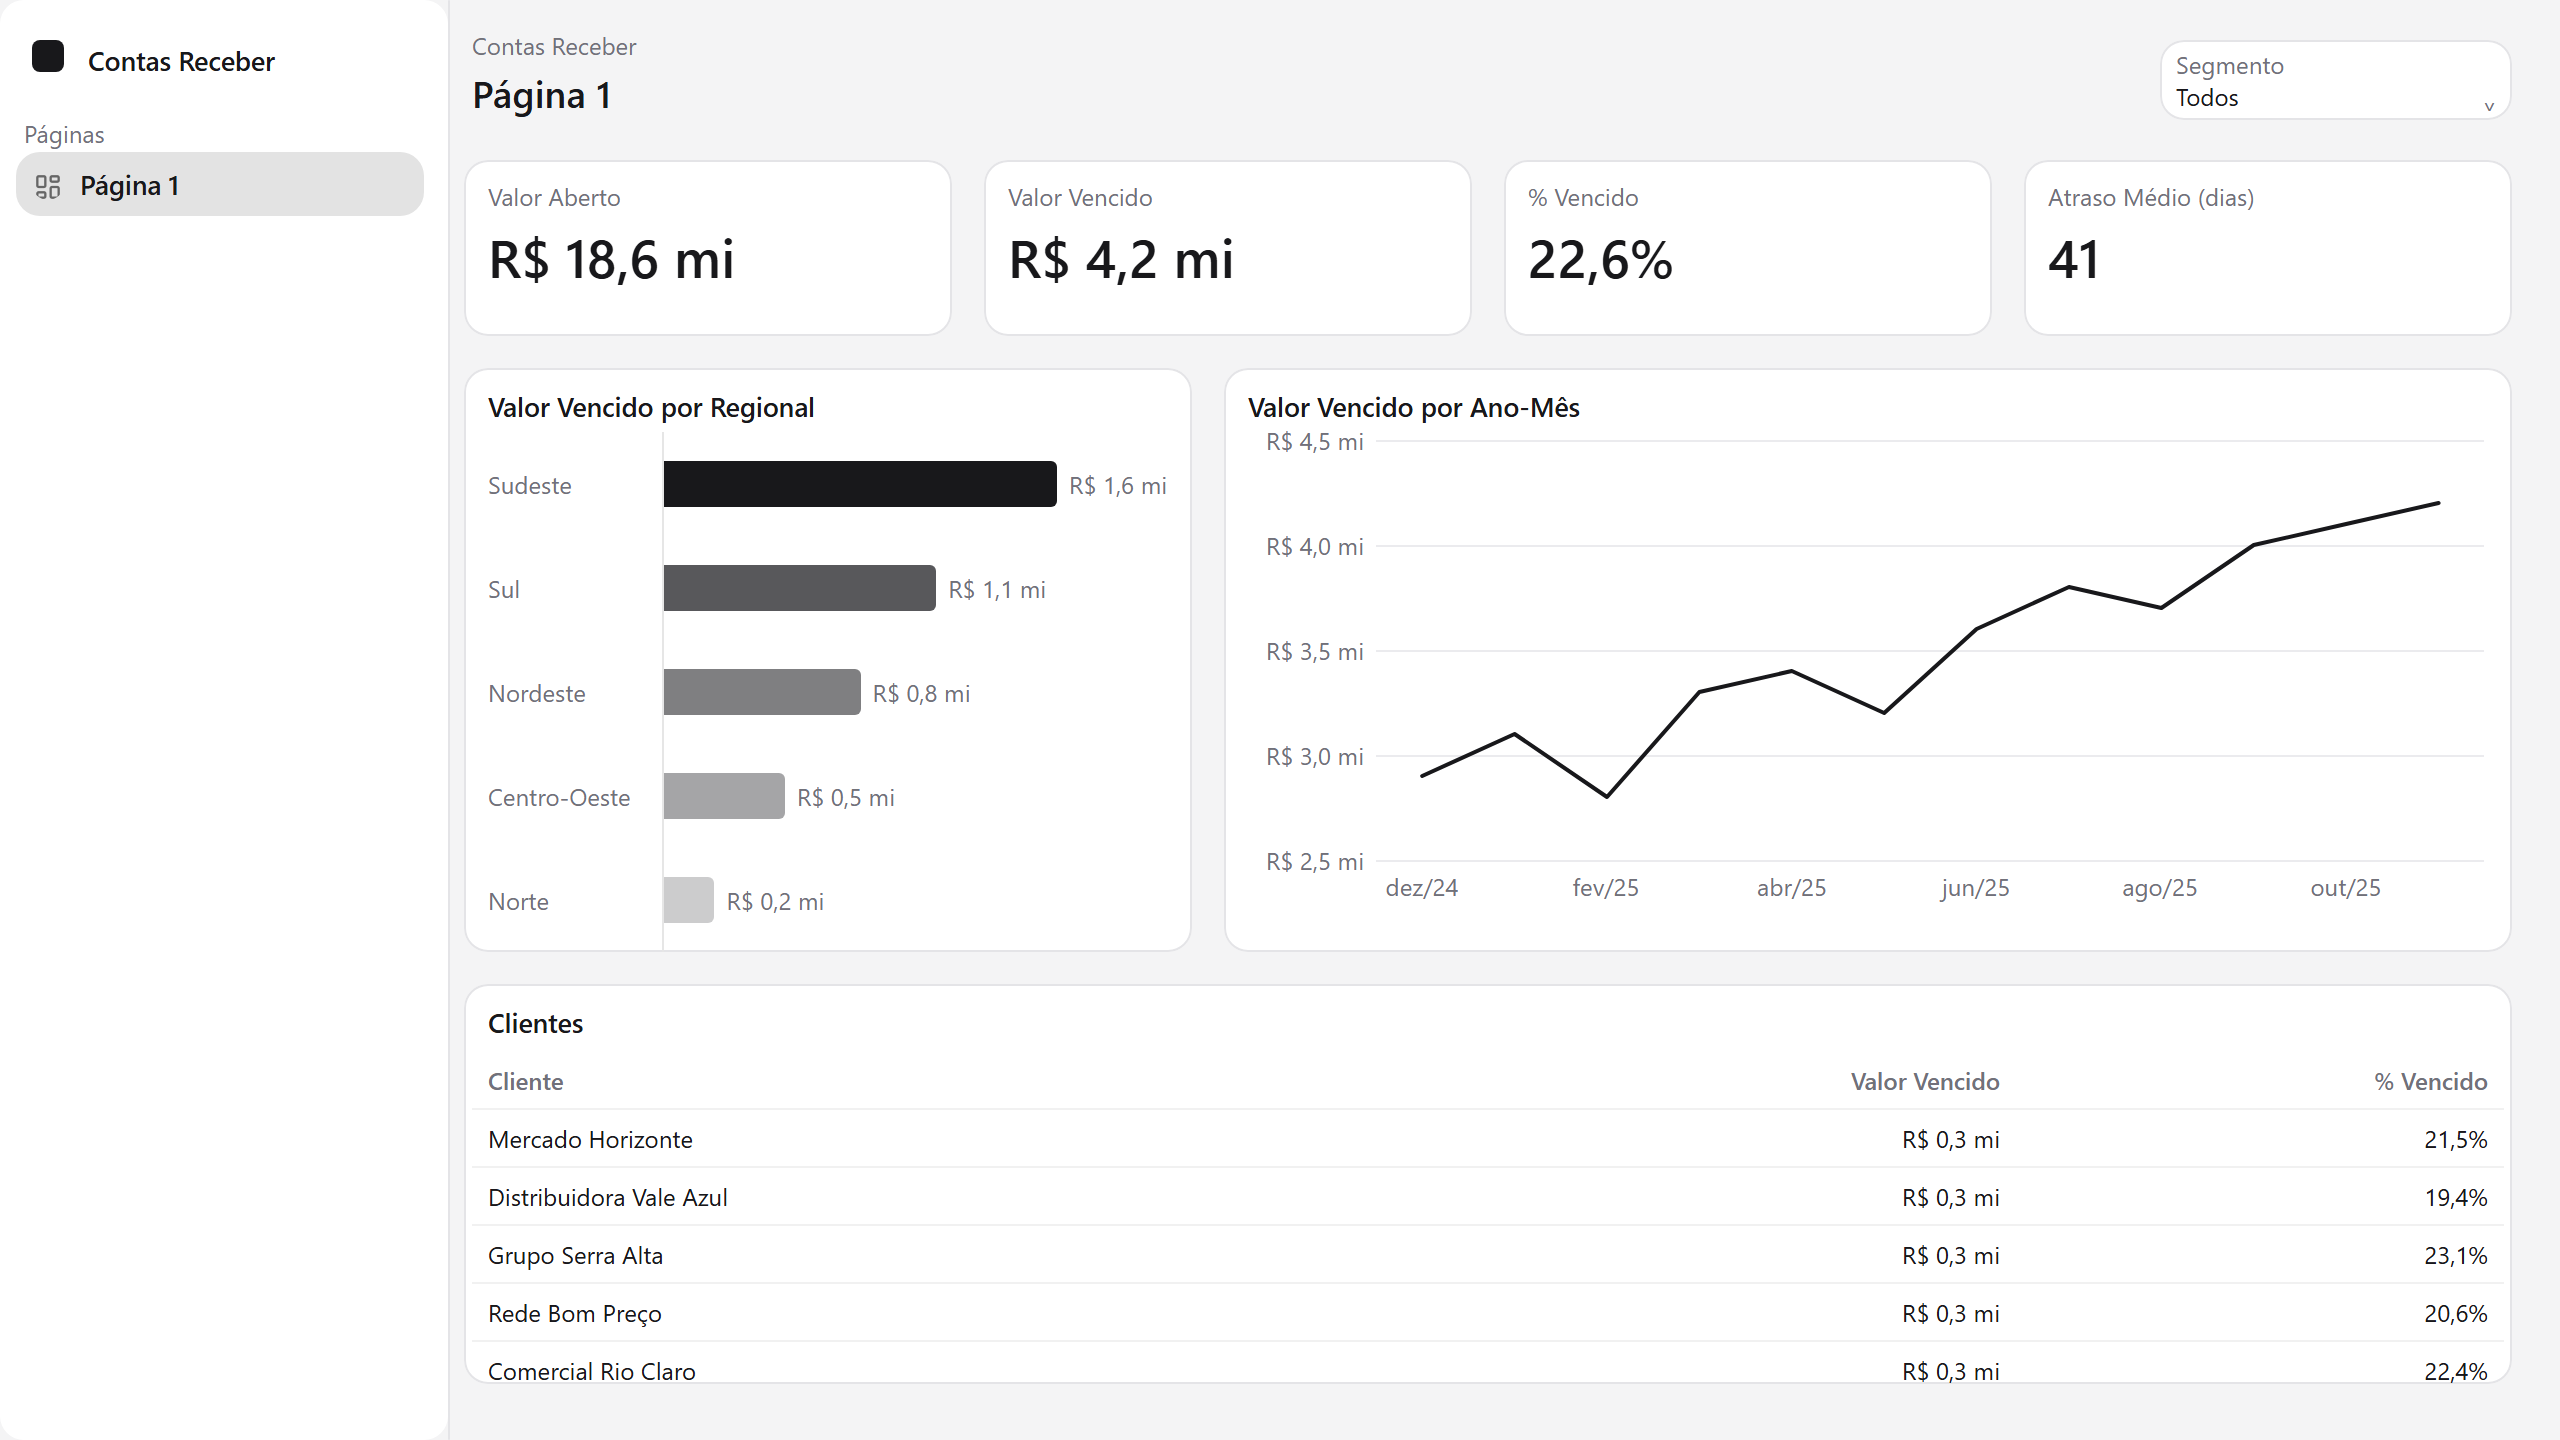 Contas Receber
Páginas
Página 1
Contas Receber
Página 1
Segmento
Todos
Valor Aberto
R$ 18,6 mi
Valor Vencido
R$ 4,2 mi
% Vencido
22,6%
Atraso Médio (dias)
41
Valor Vencido por Regional
Sudeste R$ 1,6 mi
Sul R$ 1,1 mi
Nordeste R$ 0,8 mi
Centro-Oeste R$ 0,5 mi
Norte R$ 0,2 mi
Valor Vencido por Ano-Mês
R$ 4,5 mi
R$ 4,0 mi
R$ 3,5 mi
R$ 3,0 mi
R$ 2,5 mi
dez/24 fev/25 abr/25 jun/25 ago/25 out/25
Clientes
Cliente Valor Vencido % Vencido
Mercado Horizonte R$ 0,3 mi 21,5%
Distribuidora Vale Azul R$ 0,3 mi 19,4%
Grupo Serra Alta R$ 0,3 mi 23,1%
Rede Bom Preço R$ 0,3 mi 20,6%
Comercial Rio Claro R$ 0,3 mi 22,4%